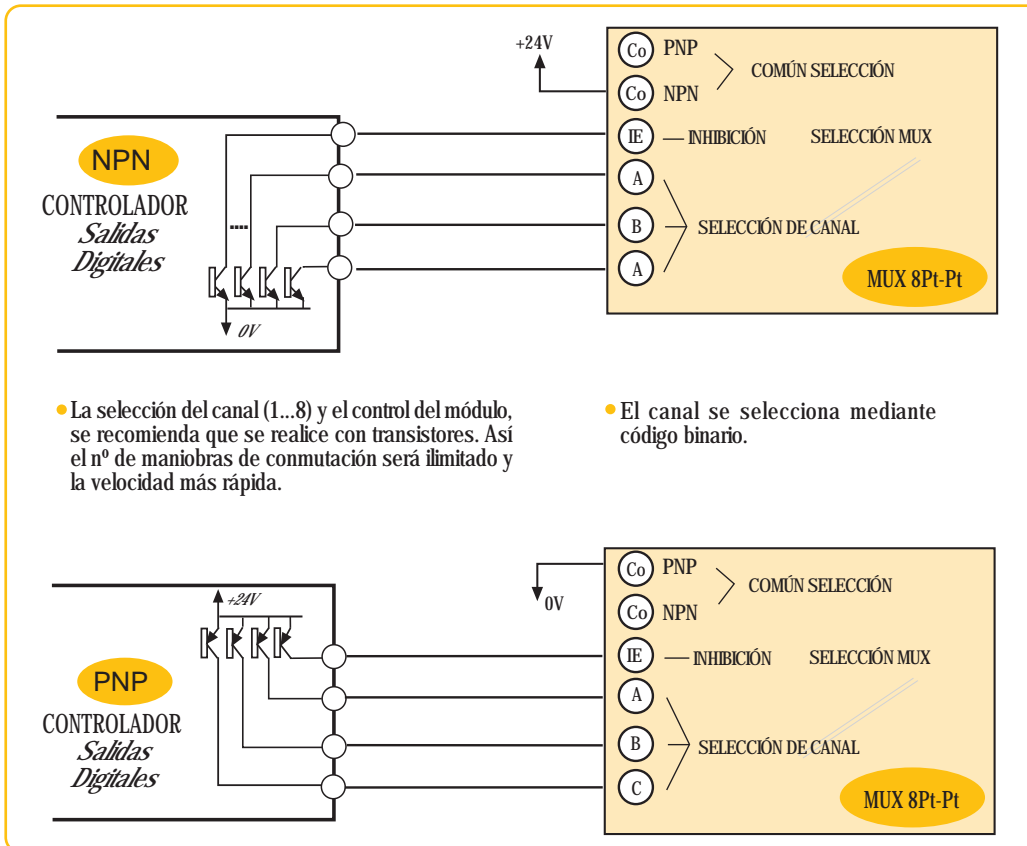 +24V
Co PNP
COMÚN SELECCIÓN
Co NPN
IE — INHIBICIÓN SELECCIÓN MUX
A
B SELECCIÓN DE CANAL
A
MUX 8Pt-Pt
NPN
CONTROLADOR
Salidas
Digitales
0V
La selección del canal (1...8) y el control del módulo,
se recomienda que se realice con transistores. Así
el nº de maniobras de conmutación será ilimitado y
la velocidad más rápida.
El canal se selecciona mediante
código binario.
+24V
PNP
CONTROLADOR
Salidas
Digitales
0V
Co PNP
COMÚN SELECCIÓN
Co NPN
IE — INHIBICIÓN SELECCIÓN MUX
A
B SELECCIÓN DE CANAL
C
MUX 8Pt-Pt